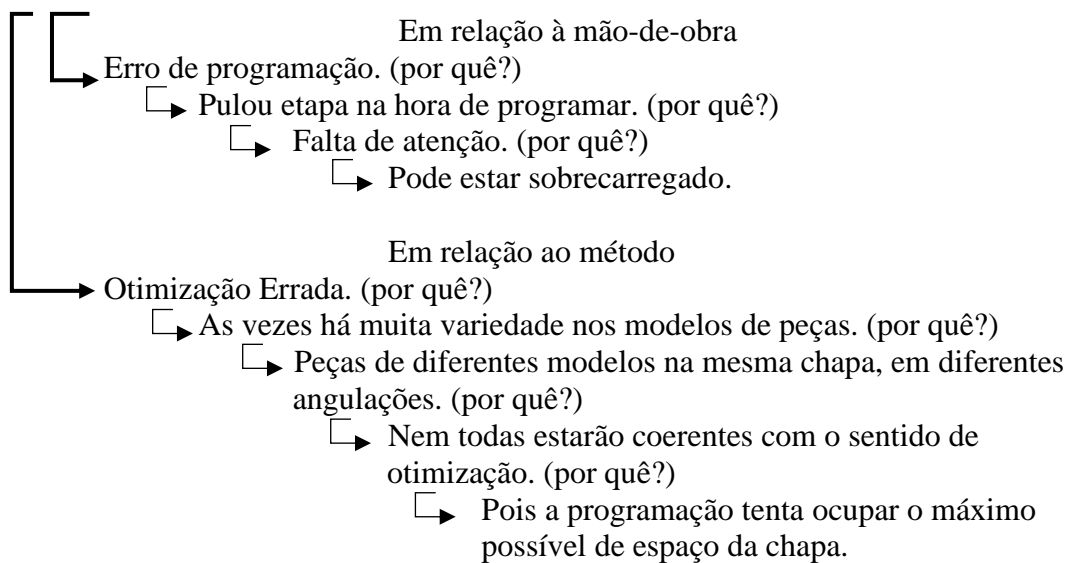 Em relação à mão-de-obra
Erro de programação. (por quê?)
Pulou etapa na hora de programar. (por quê?)
Falta de atenção. (por quê?)
Pode estar sobrecarregado.
Em relação ao método
Otimização Errada. (por quê?)
As vezes há muita variedade nos modelos de peças. (por quê?)
Peças de diferentes modelos na mesma chapa, em diferentes
angulações. (por quê?)
Nem todas estarão coerentes com o sentido de
otimização. (por quê?)
Pois a programação tenta ocupar o máximo
possível de espaço da chapa.